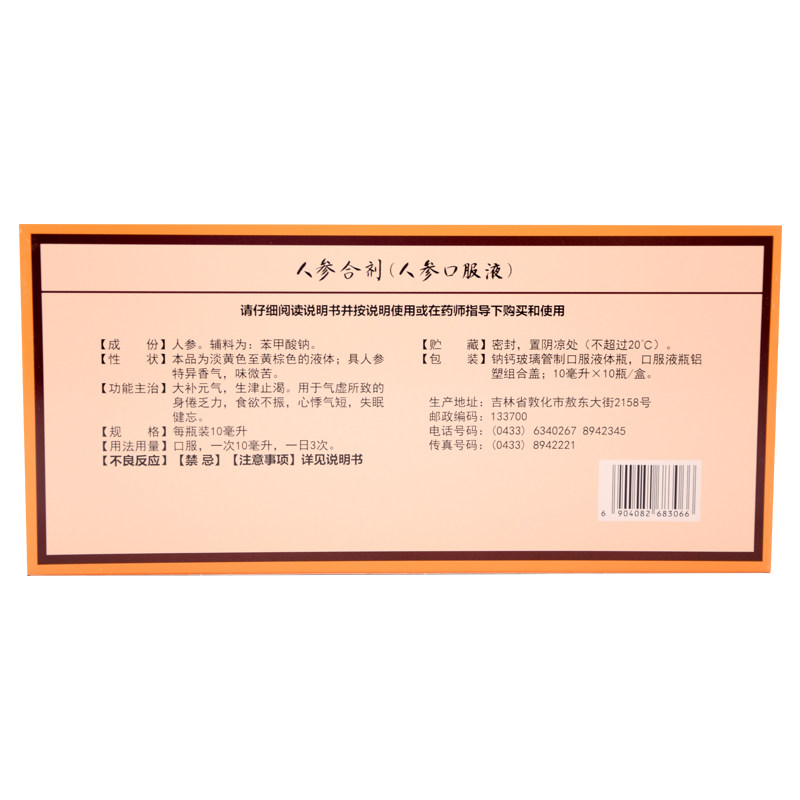 人参合剂(人参口服液)
请仔细阅读说明书并按说明使用或在药师指导下购买和使用
【成　份】人参。辅料为：苯甲酸钠。
【性　状】本品为淡黄色至黄棕色的液体；具人参
特异香气，味微苦。
【功能主治】大补元气，生津止渴。用于气虚所致的
身倦乏力，食欲不振，心悸气短，失眠
健忘。
【规　格】每瓶装10毫升
【用法用量】口服，一次10毫升，一日3次。
【不良反应】【禁 忌】【注意事项】详见说明书
【贮　藏】密封，置阴凉处（不超过20℃）。
【包　装】钠钙玻璃管制口服液体瓶，口服液瓶铝
塑组合盖；10毫升×10瓶/盒。
生产地址：吉林省敦化市敖东大街2158号
邮政编码：133700
电话号码：(0433) 6340267 8942345
传真号码：(0433) 8942221
6 904082 683066